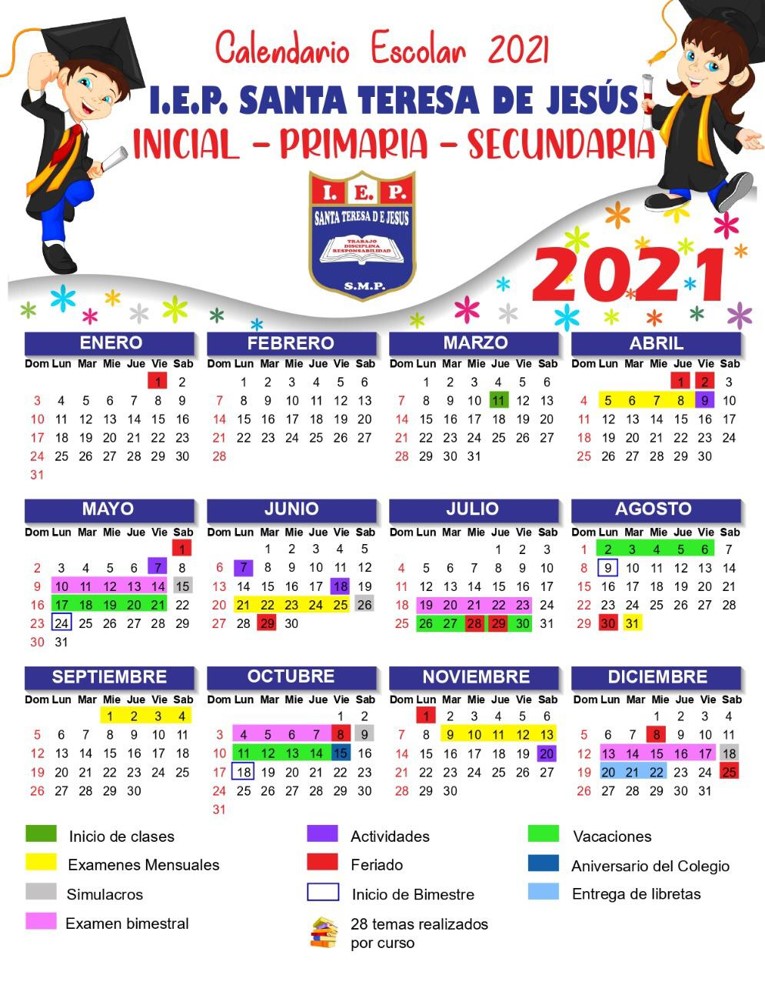 Calendario Escolar 2021
I.E.P. SANTA TERESA DE JESÚS
INICIAL - PRIMARIA - SECUNDARIA
I. E. P.
SANTA TERESA D E JESUS
TRABAJO
DISCIPLINA
RESPONSABILIDAD
S.M.P.
2021
ENERO FEBRERO MARZO ABRIL
Dom Lun Mar Mie Jue Vie Sab Dom Lun Mar Mie Jue Vie Sab Dom Lun Mar Mie Jue Vie Sab Dom Lun Mar Mie Jue Vie Sab
1 2 1 2 3 4 5 6 1 2 3 4 5 6 1 2 3
3 4 5 6 7 8 9 7 8 9 10 11 12 13 7 8 9 10 11 12 13 4 5 6 7 8 9 10
10 11 12 13 14 15 16 14 15 16 17 18 19 20 14 15 16 17 18 19 20 11 12 13 14 15 16 17
17 18 19 20 21 22 23 21 22 23 24 25 26 27 21 22 23 24 25 26 27 18 19 20 21 22 23 24
24 25 26 27 28 29 30 28 28 29 30 31 25 26 27 28 29 30
31
MAYO JUNIO JULIO AGOSTO
Dom Lun Mar Mie Jue Vie Sab Dom Lun Mar Mie Jue Vie Sab Dom Lun Mar Mie Jue Vie Sab Dom Lun Mar Mie Jue Vie Sab
1 1 2 3 4 5 1 2 3 1 2 3 4 5 6 7
2 3 4 5 6 7 8 6 7 8 9 10 11 12 4 5 6 7 8 9 10 8 9 10 11 12 13 14
9 10 11 12 13 14 15 13 14 15 16 17 18 19 11 12 13 14 15 16 17 15 16 17 18 19 20 21
16 17 18 19 20 21 22 20 21 22 23 24 25 26 18 19 20 21 22 23 24 22 23 24 25 26 27 28
23 24 25 26 27 28 29 27 28 29 30 25 26 27 28 29 30 31 29 30 31
30 31
SEPTIEMBRE OCTUBRE NOVIEMBRE DICIEMBRE
Dom Lun Mar Mie Jue Vie Sab Dom Lun Mar Mie Jue Vie Sab Dom Lun Mar Mie Jue Vie Sab Dom Lun Mar Mie Jue Vie Sab
1 2 3 4 1 2 1 2 3 4 5 6 1 2 3 4
5 6 7 8 9 10 11 3 4 5 6 7 8 9 7 8 9 10 11 12 13 5 6 7 8 9 10 11
12 13 14 15 16 17 18 10 11 12 13 14 15 16 14 15 16 17 18 19 20 12 13 14 15 16 17 18
19 20 21 22 23 24 25 17 18 19 20 21 22 23 21 22 23 24 25 26 27 19 20 21 22 23 24 25
26 27 28 29 30 24 25 26 27 28 29 30 28 29 30 26 27 28 29 30 31
31
Inicio de clases Actividades Vacaciones
Examenes Mensuales Feriado Aniversario del Colegio
Simulacros Inicio de Bimestre Entrega de libretas
Examen bimestral 28 temas realizados
por curso